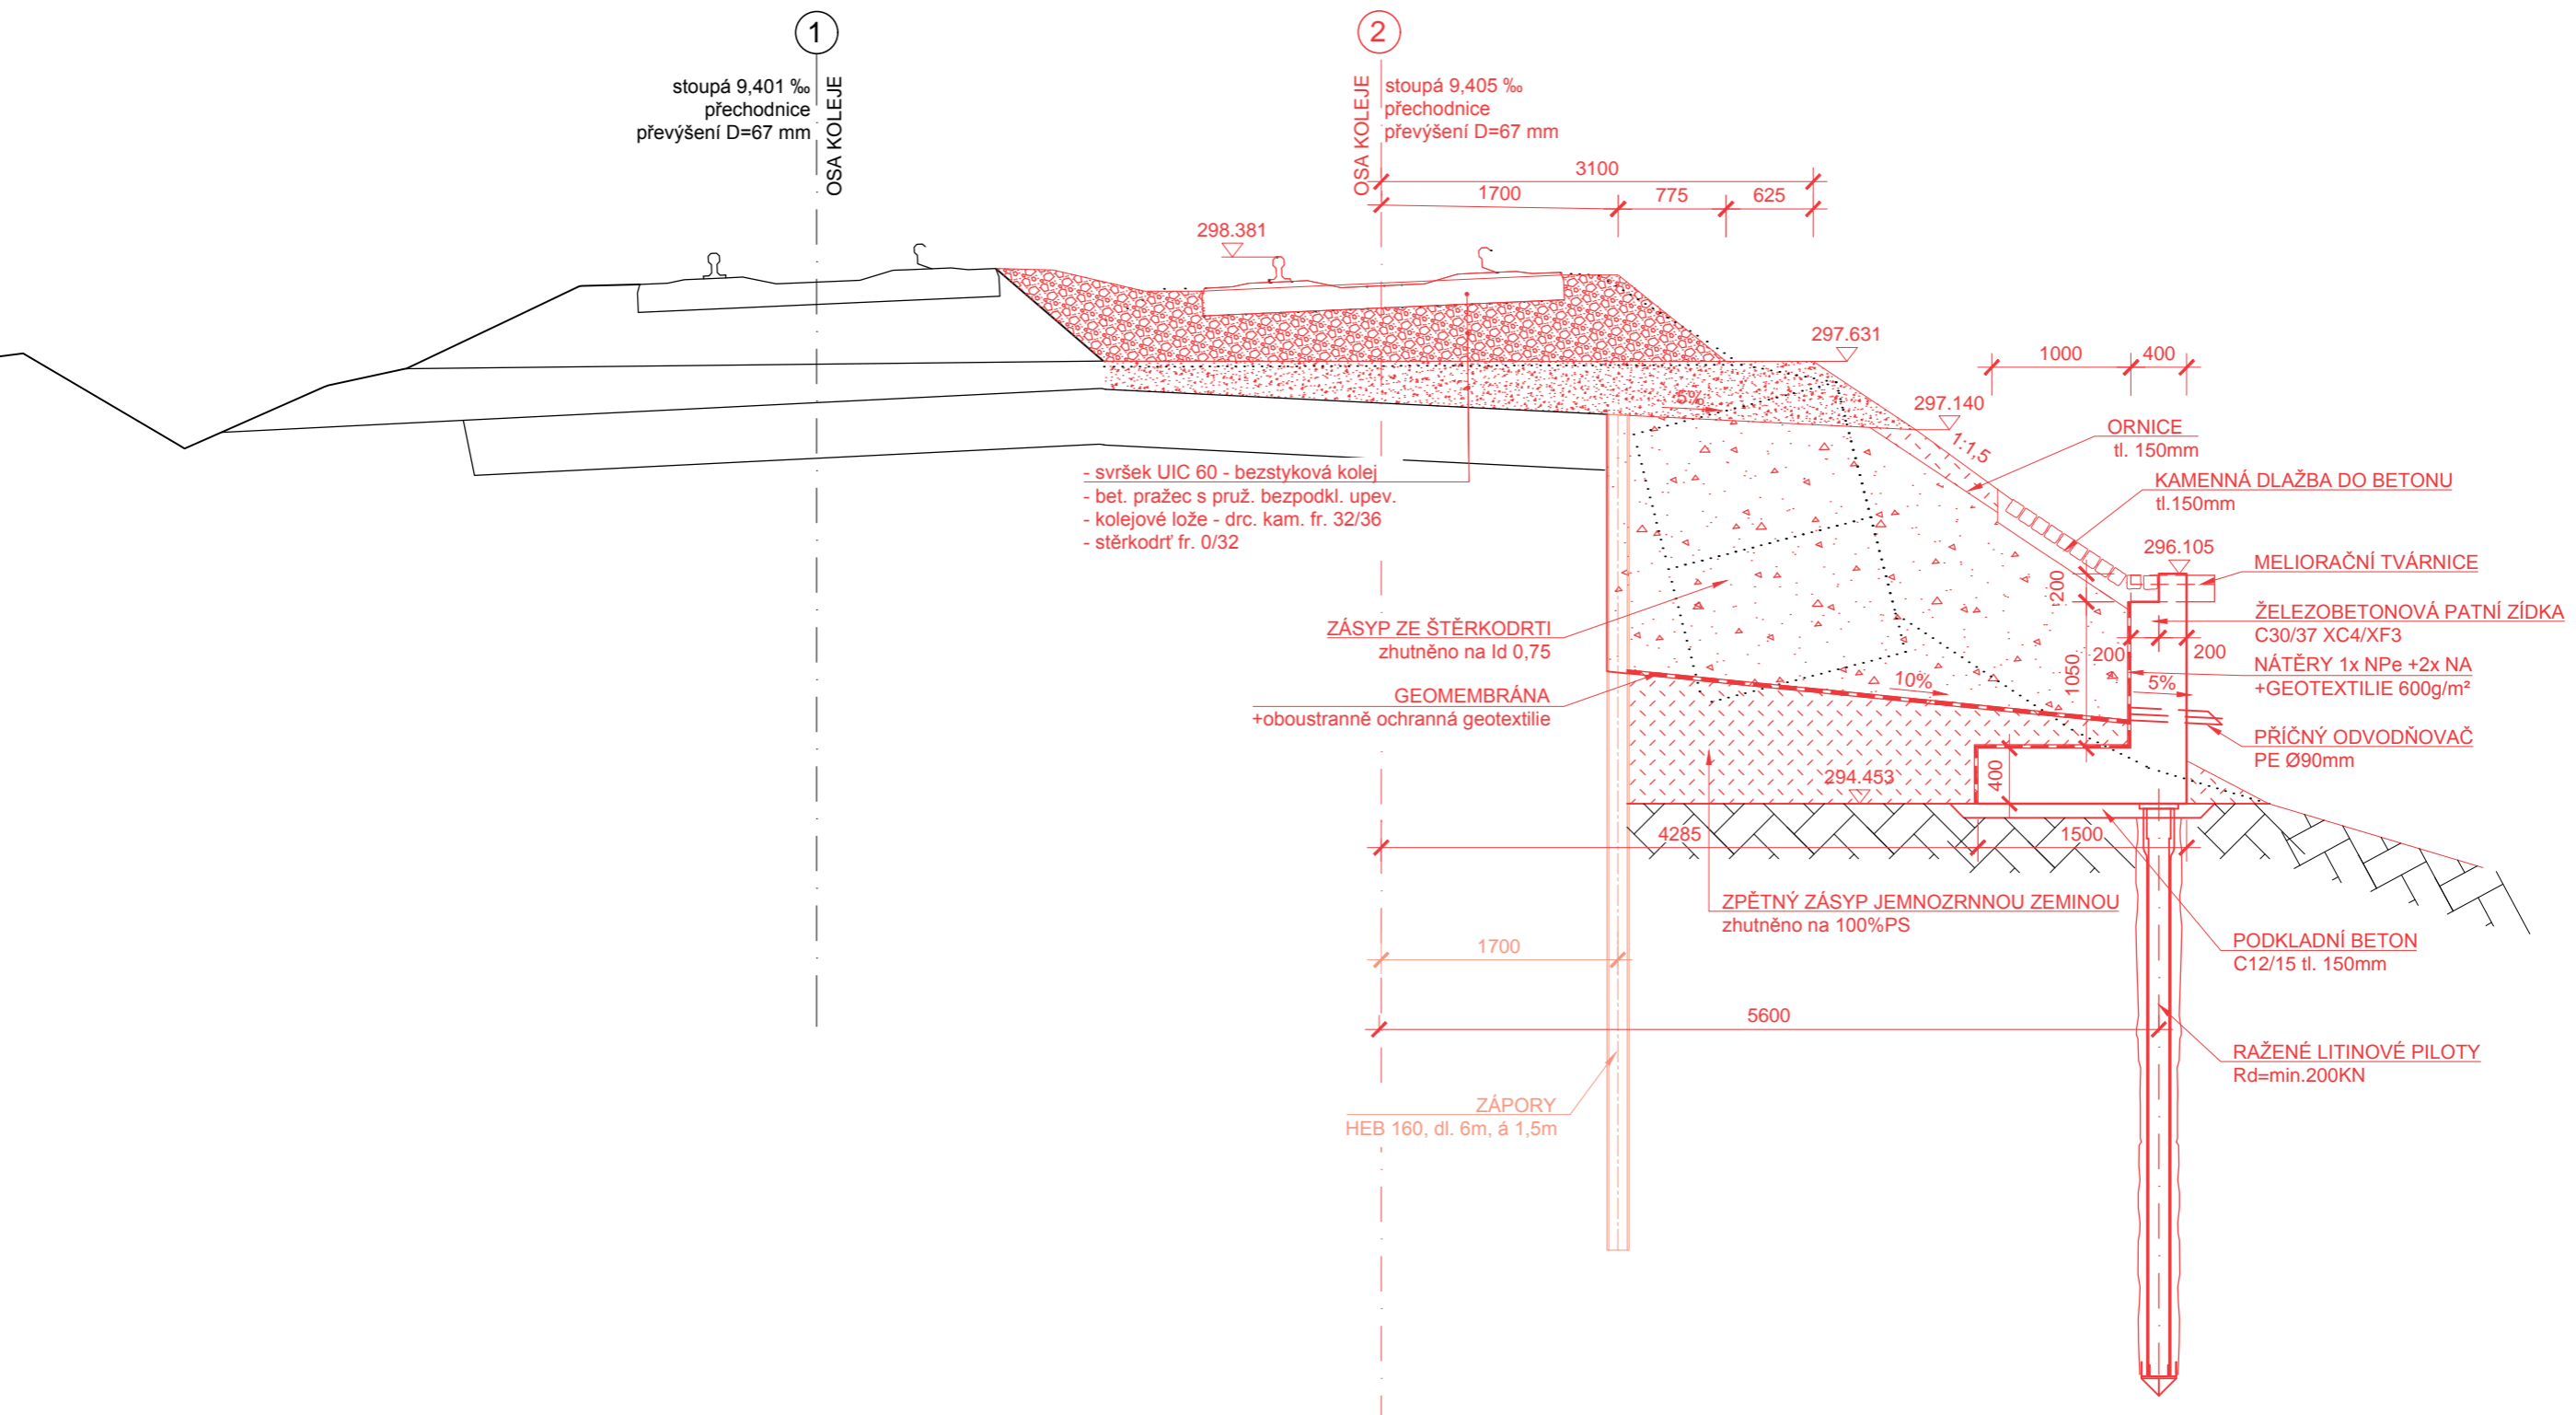 1
2
stoupá 9,401 ‰
přechodnice
převýšení D=67 mm
OSA KOLEJE
OSA KOLEJE
stoupá 9,405 ‰
přechodnice
převýšení D=67 mm
3100
1700
775
625
298.381
297.631
1000
400
5%
297.140
1:1,5
ORNICE
tl. 150mm
KAMENNÁ DLAŽBA DO BETONU
tl.150mm
- svršek UIC 60 - bezstyková kolej
- bet. pražec s pruž. bezpodkl. upev.
- kolejové lože - drc. kam. fr. 32/36
- stěrkodrť fr. 0/32
296.105
MELIORAČNÍ TVÁRNICE
200
ŽELEZOBETONOVÁ PATNÍ ZÍDKA
C30/37 XC4/XF3
ZÁSYP ZE ŠTĚRKODRTI
zhutněno na Id 0,75
200
200
NÁTĚRY 1x NPe +2x NA
+GEOTEXTILIE 600g/m²
1050
5%
GEOMEMBRÁNA
+oboustranně ochranná geotextilie
10%
PŘÍČNÝ ODVODŇOVAČ
PE Ø90mm
400
294.453
4285
1500
ZPĚTNÝ ZÁSYP JEMNOZRNNOU ZEMINOU
zhutněno na 100%PS
1700
PODKLADNÍ BETON
C12/15 tl. 150mm
5600
RAŽENÉ LITINOVÉ PILOTY
Rd=min.200KN
ZÁPORY
HEB 160, dl. 6m, á 1,5m